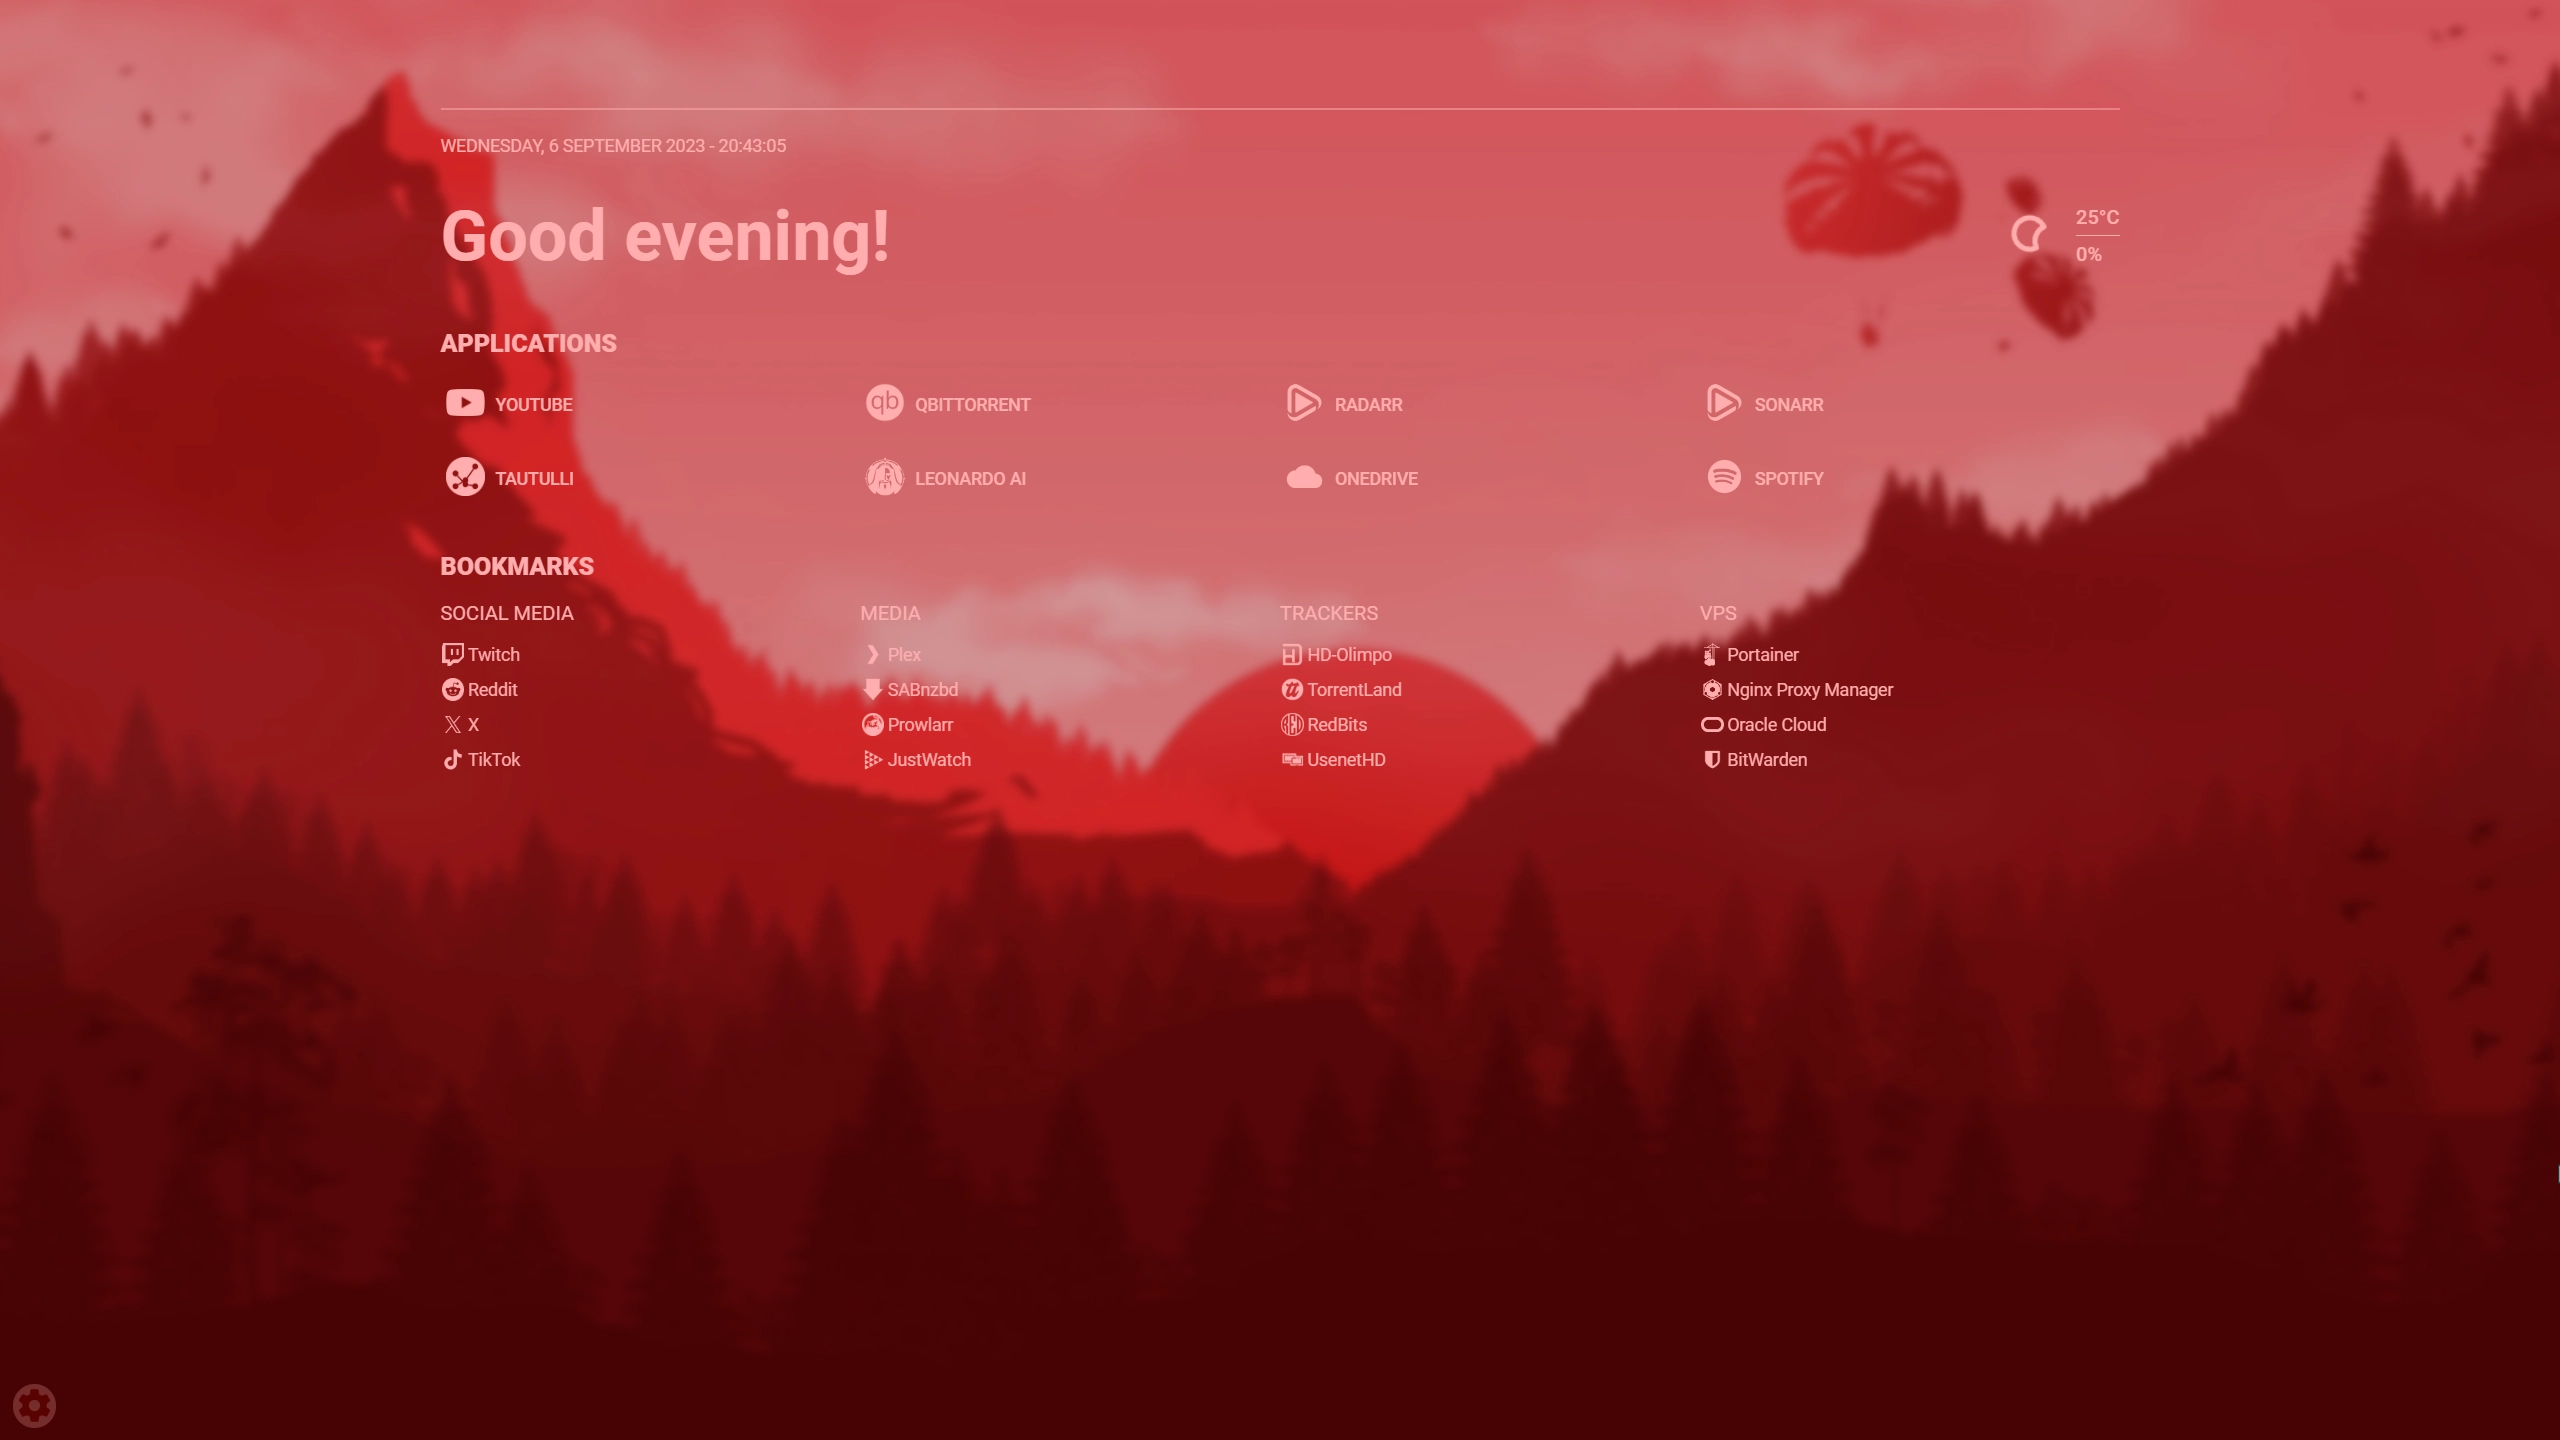 WEDNESDAY, 6 SEPTEMBER 2023 - 20:43:05
Good evening!
25°C
0%
APPLICATIONS
YOUTUBE
qb QBITTORRENT
RADARR
SONARR
TAUTULLI
LEONARDO AI
ONEDRIVE
SPOTIFY
BOOKMARKS
SOCIAL MEDIA
Twitch
Reddit
X
TikTok
MEDIA
Plex
SABnzbd
Prowlarr
JustWatch
TRACKERS
HD-Olimpo
TorrentLand
RedBits
UsenetHD
VPS
Portainer
Nginx Proxy Manager
Oracle Cloud
BitWarden